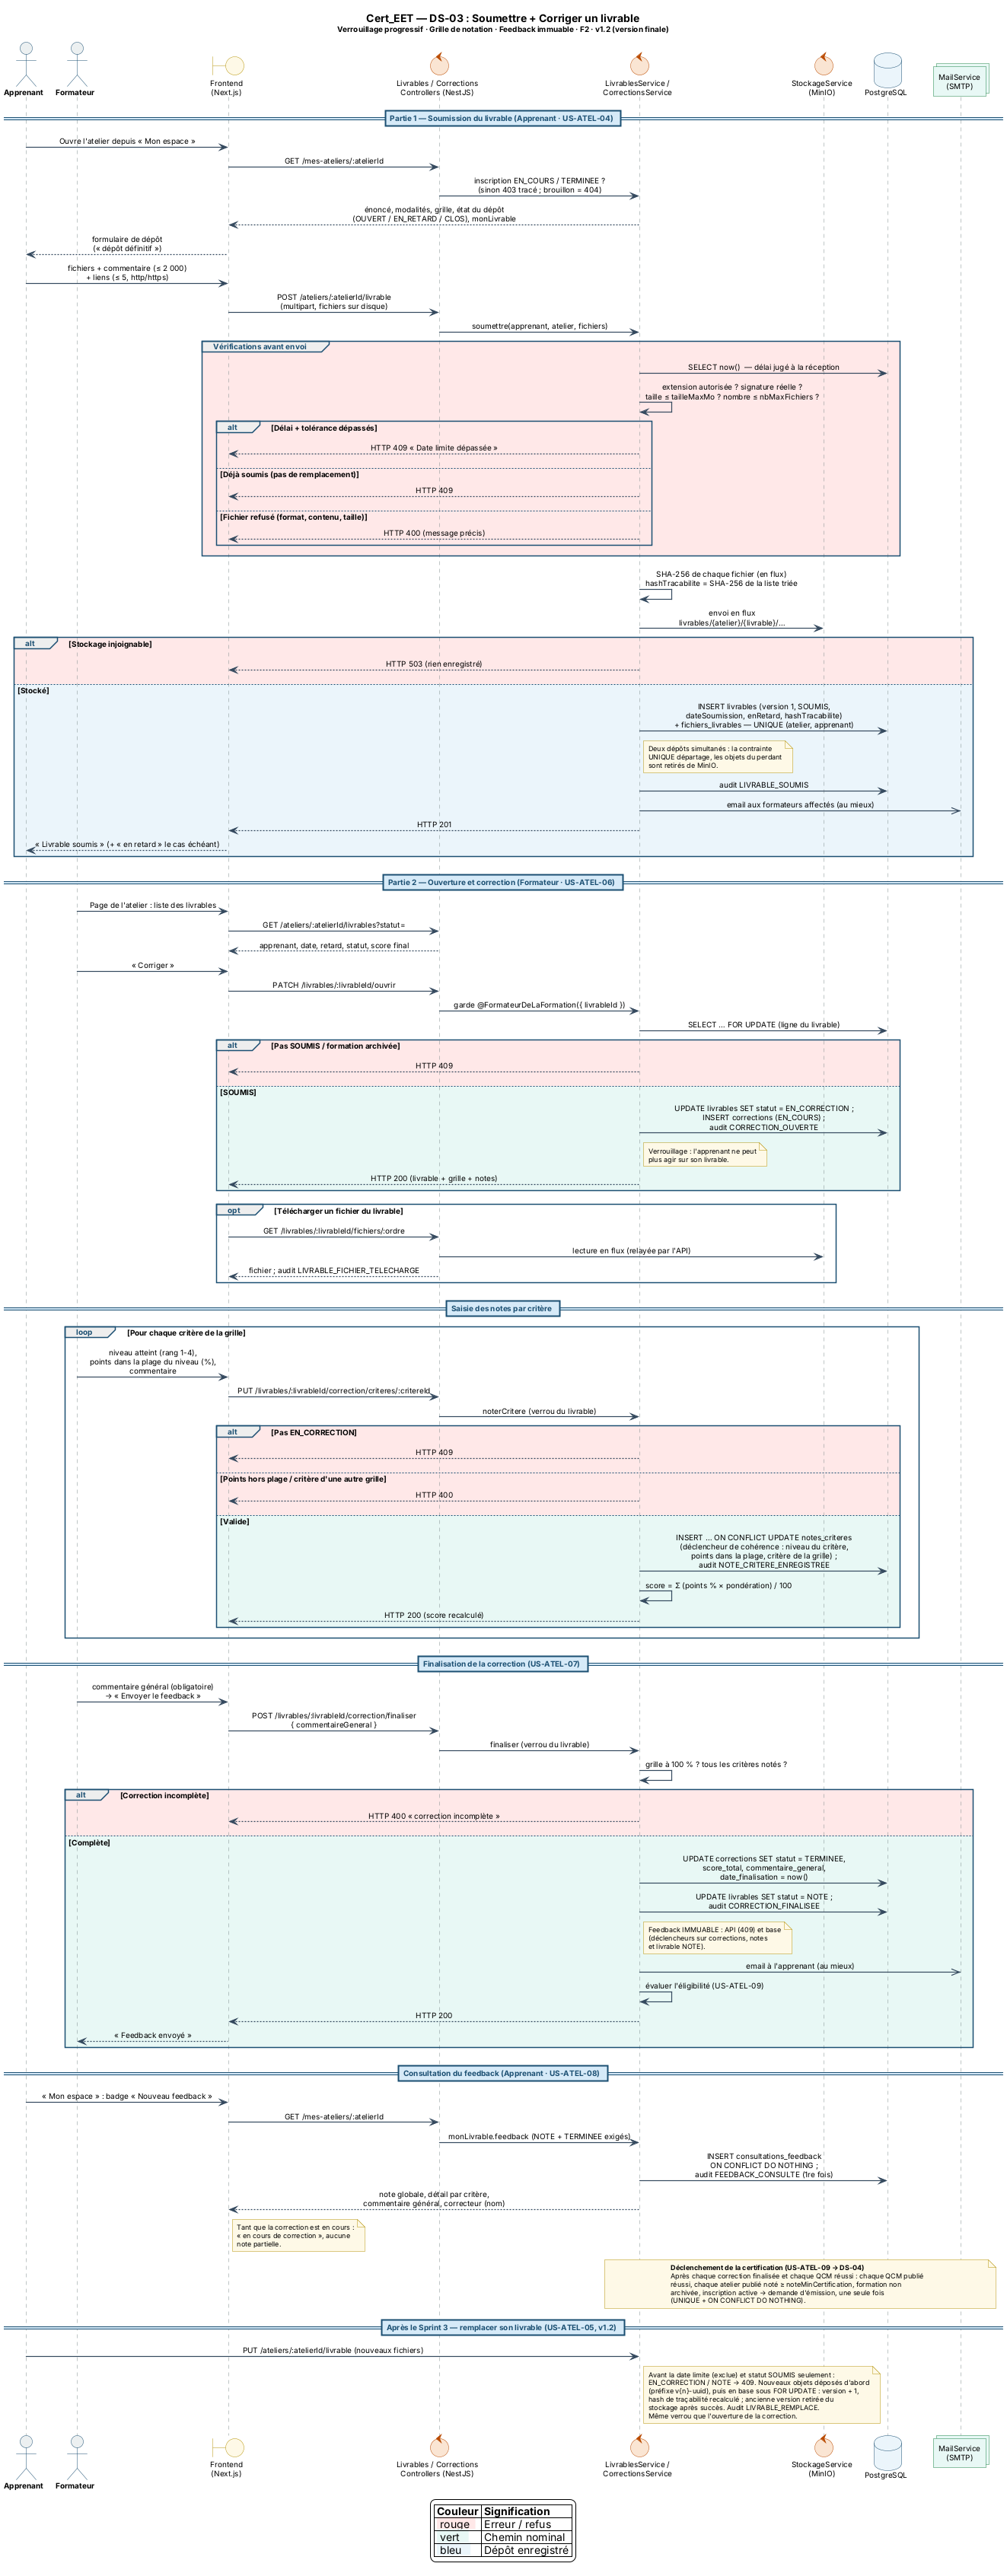 Cert_EET — DS-03 : Soumettre + Corriger un livrable
Verrouillage progressif · Grille de notation · Feedback immuable · F2 · v1.2 (version finale)
Apprenant
Formateur
Frontend
(Next.js)
Livrables / Corrections
Controllers (NestJS)
LivrablesService /
CorrectionsService
StockageService
(MinIO)
PostgreSQL
MailService
(SMTP)
Partie 1 — Soumission du livrable (Apprenant · US-ATEL-04)
Ouvre l'atelier depuis « Mon espace »
GET /mes-ateliers/:atelierId
inscription EN_COURS / TERMINEE ?
(sinon 403 tracé ; brouillon = 404)
énoncé, modalités, grille, état du dépôt
(OUVERT / EN_RETARD / CLOS), monLivrable
formulaire de dépôt
(« dépôt définitif »)
fichiers + commentaire (≤ 2 000)
+ liens (≤ 5, http/https)
POST /ateliers/:atelierId/livrable
(multipart, fichiers sur disque)
soumettre(apprenant, atelier, fichiers)
Vérifications avant envoi
SELECT now() — délai jugé à la réception
extension autorisée ? signature réelle ?
taille ≤ tailleMaxMo ? nombre ≤ nbMaxFichiers ?
alt
[Délai + tolérance dépassés]
HTTP 409 « Date limite dépassée »
[Déjà soumis (pas de remplacement)]
HTTP 409
[Fichier refusé (format, contenu, taille)]
HTTP 400 (message précis)
SHA-256 de chaque fichier (en flux)
hashTracabilite = SHA-256 de la liste triée
envoi en flux
livrables/{atelier}/{livrable}/...
alt
[Stockage injoignable]
HTTP 503 (rien enregistré)
[Stocké]
INSERT livrables (version 1, SOUMIS,
dateSoumission, enRetard, hashTracabilite)
+ fichiers_livrables — UNIQUE (atelier, apprenant)
Deux dépôts simultanés : la contrainte
UNIQUE départage, les objets du perdant
sont retirés de MinIO.
audit LIVRABLE_SOUMIS
email aux formateurs affectés (au mieux)
HTTP 201
« Livrable soumis » (+ « en retard » le cas échéant)
Partie 2 — Ouverture et correction (Formateur · US-ATEL-06)
Page de l'atelier : liste des livrables
GET /ateliers/:atelierId/livrables?statut=
apprenant, date, retard, statut, score final
« Corriger »
PATCH /livrables/:livrableId/ouvrir
garde @FormateurDeLaFormation({ livrableId })
SELECT ... FOR UPDATE (ligne du livrable)
alt
[Pas SOUMIS / formation archivée]
HTTP 409
[SOUMIS]
UPDATE livrables SET statut = EN_CORRECTION ;
INSERT corrections (EN_COURS) ;
audit CORRECTION_OUVERTE
Verrouillage : l'apprenant ne peut
plus agir sur son livrable.
HTTP 200 (livrable + grille + notes)
opt
[Télécharger un fichier du livrable]
GET /livrables/:livrableId/fichiers/:ordre
lecture en flux (relayée par l'API)
fichier ; audit LIVRABLE_FICHIER_TELECHARGE
Saisie des notes par critère
loop
[Pour chaque critère de la grille]
niveau atteint (rang 1-4),
points dans la plage du niveau (%),
commentaire
PUT /livrables/:livrableId/correction/criteres/:critereId
noterCritere (verrou du livrable)
alt
[Pas EN_CORRECTION]
HTTP 409
[Points hors plage / critère d'une autre grille]
HTTP 400
[Valide]
INSERT ... ON CONFLICT UPDATE notes_criteres
(déclencheur de cohérence : niveau du critère,
points dans la plage, critère de la grille) ;
audit NOTE_CRITERE_ENREGISTREE
score = Σ (points % × pondération) / 100
HTTP 200 (score recalculé)
Finalisation de la correction (US-ATEL-07)
commentaire général (obligatoire)
→ « Envoyer le feedback »
POST /livrables/:livrableId/correction/finaliser
{ commentaireGeneral }
finaliser (verrou du livrable)
grille à 100 % ? tous les critères notés ?
alt
[Correction incomplète]
HTTP 400 « correction incomplète »
[Complète]
UPDATE corrections SET statut = TERMINEE,
score_total, commentaire_general,
date_finalisation = now()
UPDATE livrables SET statut = NOTE ;
audit CORRECTION_FINALISEE
Feedback IMMUABLE : API (409) et base
(déclencheurs sur corrections, notes
et livrable NOTE).
email à l'apprenant (au mieux)
évaluer l'éligibilité (US-ATEL-09)
HTTP 200
« Feedback envoyé »
Consultation du feedback (Apprenant · US-ATEL-08)
« Mon espace » : badge « Nouveau feedback »
GET /mes-ateliers/:atelierId
monLivrable.feedback (NOTE + TERMINEE exigés)
INSERT consultations_feedback
ON CONFLICT DO NOTHING ;
audit FEEDBACK_CONSULTE (1re fois)
note globale, détail par critère,
commentaire général, correcteur (nom)
Tant que la correction est en cours :
« en cours de correction », aucune
note partielle.
Déclenchement de la certification (US-ATEL-09 → DS-04)
Après chaque correction finalisée et chaque QCM réussi : chaque QCM publié
réussi, chaque atelier publié noté ≥ noteMinCertification, formation non
archivée, inscription active → demande d'émission, une seule fois
(UNIQUE + ON CONFLICT DO NOTHING).
Après le Sprint 3 — remplacer son livrable (US-ATEL-05, v1.2)
PUT /ateliers/:atelierId/livrable (nouveaux fichiers)
Avant la date limite (exclue) et statut SOUMIS seulement :
EN_CORRECTION / NOTE → 409. Nouveaux objets déposés d'abord
(préfixe v{n}-uuid), puis en base sous FOR UPDATE : version + 1,
hash de traçabilité recalculé ; ancienne version retirée du
stockage après succès. Audit LIVRABLE_REMPLACE.
Même verrou que l'ouverture de la correction.
Apprenant
Formateur
Frontend
(Next.js)
Livrables / Corrections
Controllers (NestJS)
LivrablesService /
CorrectionsService
StockageService
(MinIO)
PostgreSQL
MailService
(SMTP)
Couleur Signification
rouge Erreur / refus
vert Chemin nominal
bleu Dépôt enregistré